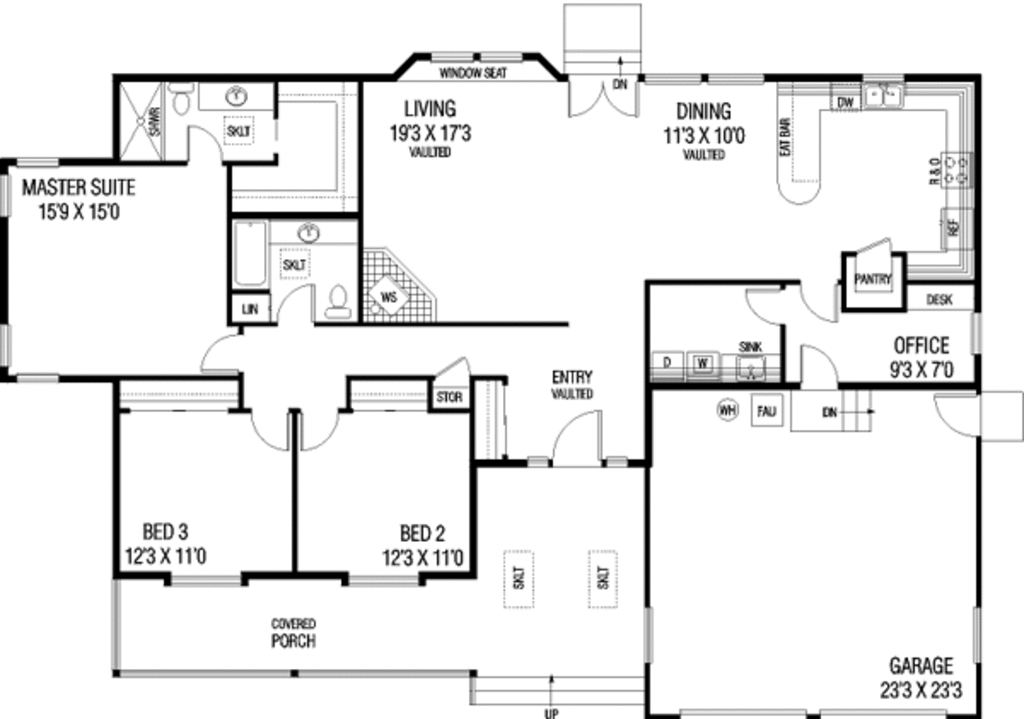 WINDOW SEAT
DN
SHWR
SKLT
LIVING
19'3 X 17'3
VAULTED
DINING
11'3 X 10'0
VAULTED
EAT BAR
DW
R & O
REF
MASTER SUITE
15'9 X 15'0
SKLT
LIN
WS
PANTRY
DESK
OFFICE
9'3 X 7'0
SINK
D
W
ENTRY
VAULTED
STOR
WH
FAU
DN
BED 3
12'3 X 11'0
BED 2
12'3 X 11'0
SKLT
SKLT
COVERED
PORCH
GARAGE
23'3 X 23'3
UP